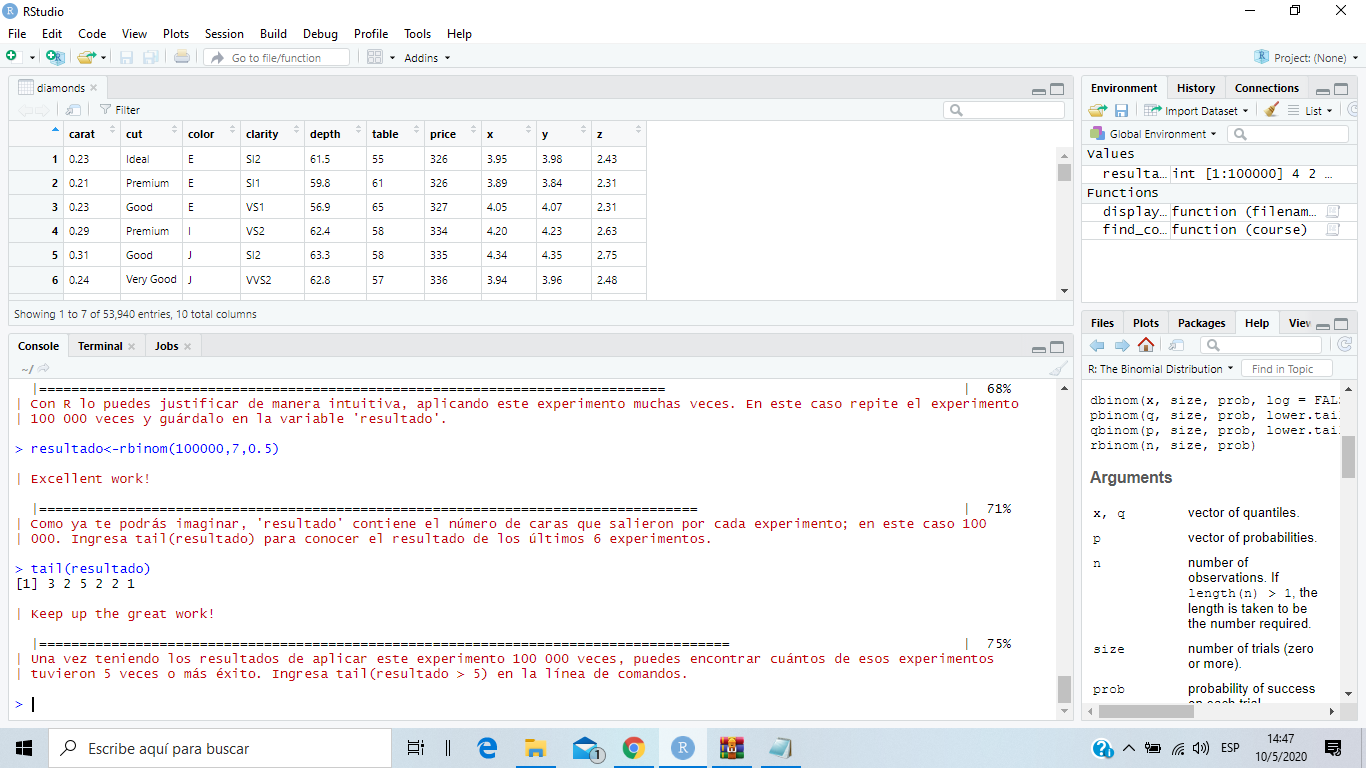 RStudio
File Edit Code View Plots Session Build Debug Profile Tools Help
Go to file/function Addins Project: (None)
diamonds
Filter
carat cut color clarity depth table price x y z
1 0.23 Ideal E SI2 61.5 55 326 3.95 3.98 2.43
2 0.21 Premium E SI1 59.8 61 326 3.89 3.84 2.31
3 0.23 Good E VS1 56.9 65 327 4.05 4.07 2.31
4 0.29 Premium I VS2 62.4 58 334 4.20 4.23 2.63
5 0.31 Good J SI2 63.3 58 335 4.34 4.35 2.75
6 0.24 Very Good J VVS2 62.8 57 336 3.94 3.96 2.48
Showing 1 to 7 of 53,940 entries, 10 total columns
Console Terminal Jobs
~/
|============================================================================== | 68%
| Con R lo puedes justificar de manera intuitiva, aplicando este experimento muchas veces. En este caso repite el experimento
| 100 000 veces y guárdalo en la variable 'resultado'.
> resultado<-rbinom(100000,7,0.5)
| Excellent work!
|================================================================================== | 71%
| Como ya te podrás imaginar, 'resultado' contiene el número de caras que salieron por cada experimento; en este caso 100
| 000. Ingresa tail(resultado) para conocer el resultado de los últimos 6 experimentos.
> tail(resultado)
[1] 3 2 5 2 2 1
| Keep up the great work!
|====================================================================================== | 75%
| Una vez teniendo los resultados de aplicar este experimento 100 000 veces, puedes encontrar cuántos de esos experimentos
| tuvieron 5 veces o más éxito. Ingresa tail(resultado > 5) en la línea de comandos.
>
Environment History Connections
Import Dataset List
Global Environment
Values
resulta… int [1:100000] 4 2 …
Functions
display… function (filenam…
find_co… function (course)
Files Plots Packages Help View
R: The Binomial Distribution Find in Topic
dbinom(x, size, prob, log = FAL
pbinom(q, size, prob, lower.tai
qbinom(p, size, prob, lower.tai
rbinom(n, size, prob)
Arguments
x, q vector of quantiles.
p vector of probabilities.
n number of
observations. If
length(n) > 1, the
length is taken to be
the number required.
size number of trials (zero
or more).
prob probability of success
on each trial
Escribe aquí para buscar
1
ESP
14:47
10/5/2020